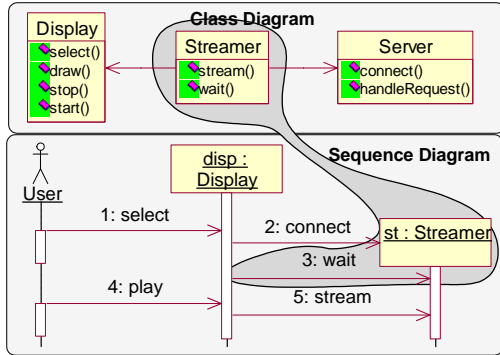 Class Diagram
Display
select()
draw()
stop()
start()
Streamer
stream()
wait()
Server
connect()
handleRequest()
Sequence Diagram
User
disp :
Display
st : Streamer
1: select
2: connect
3: wait
4: play
5: stream